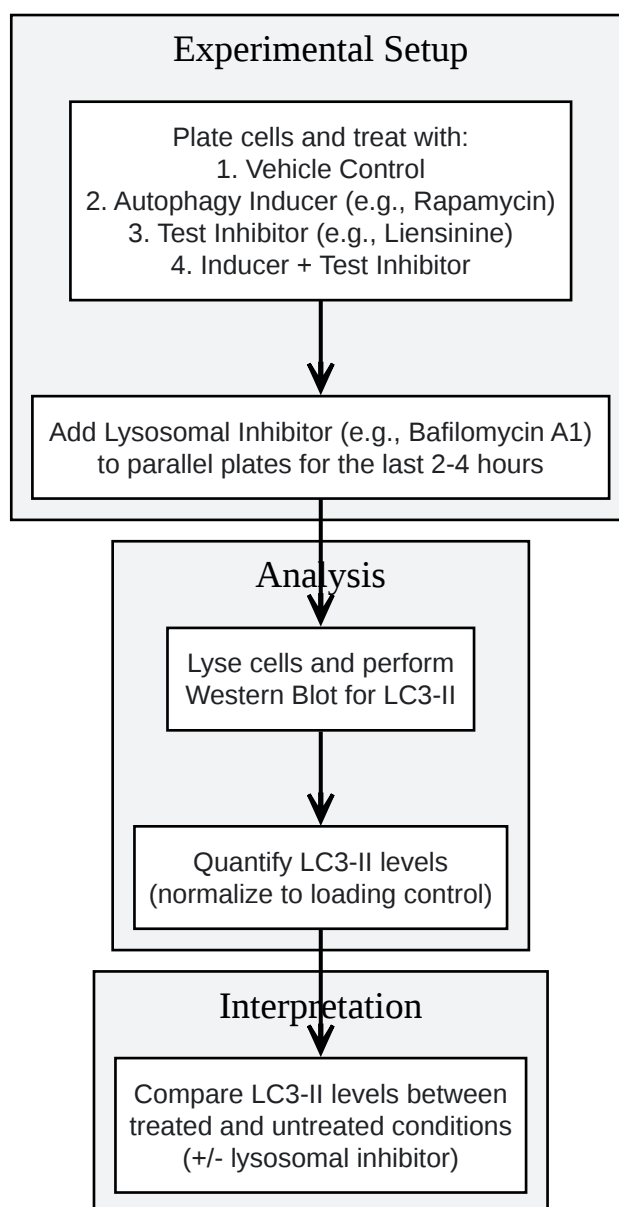 Experimental Setup
Plate cells and treat with:
1. Vehicle Control
2. Autophagy Inducer (e.g., Rapamycin)
3. Test Inhibitor (e.g., Liensinine)
4. Inducer + Test Inhibitor
Add Lysosomal Inhibitor (e.g., Bafilomycin A1)
to parallel plates for the last 2-4 hours
Analysis
Lyse cells and perform
Western Blot for LC3-II
Quantify LC3-II levels
(normalize to loading control)
Interpretation
Compare LC3-II levels between
treated and untreated conditions
(+/- lysosomal inhibitor)